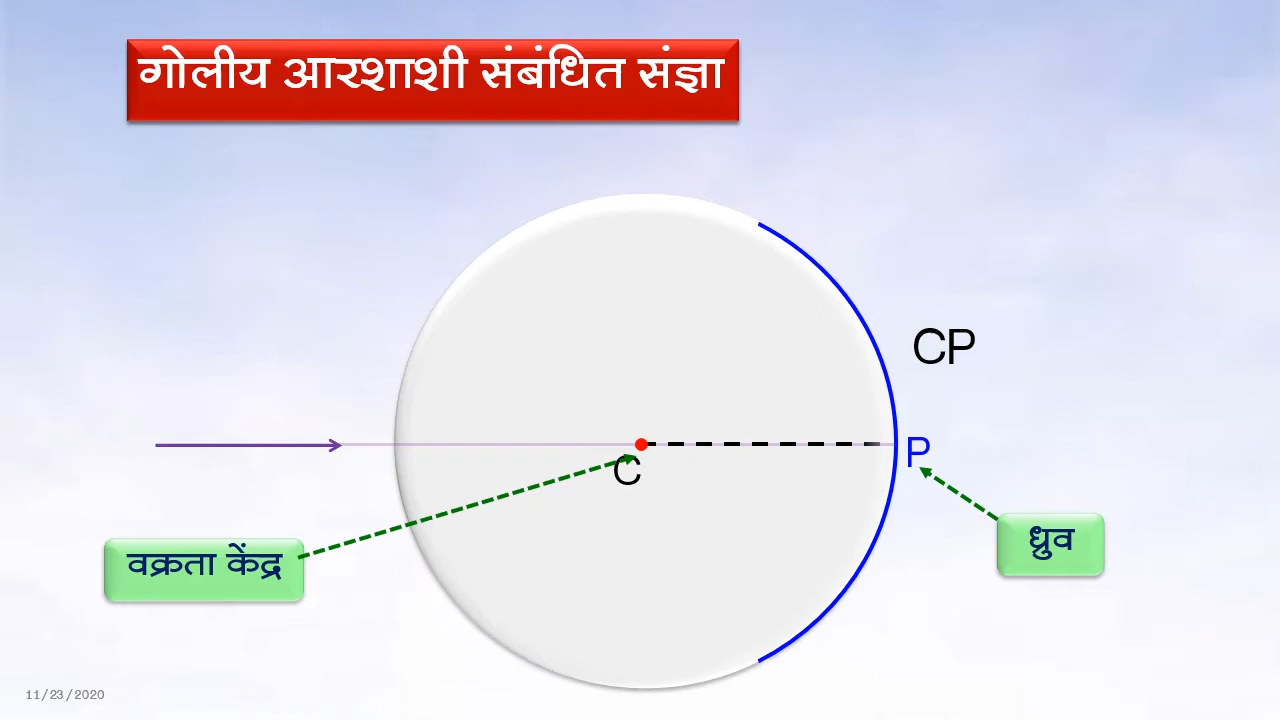 गोलीय आरशाशी संबंधित संज्ञा
CP
P
C
ध्रुव
वक्रता केंद्र
11/23/2020